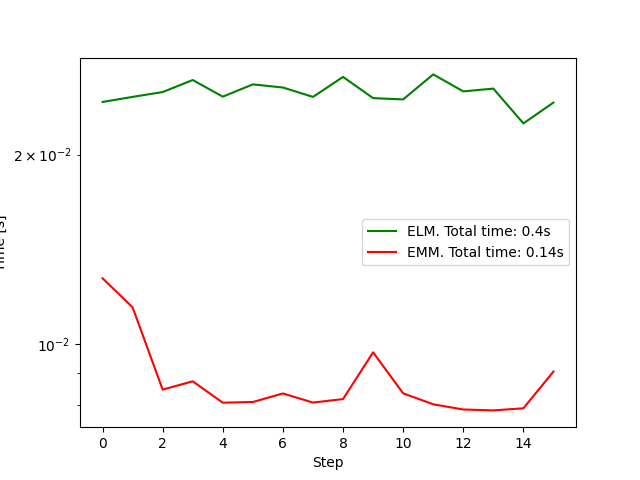 2 × 10⁻²
10⁻²
Time [s]
ELM. Total time: 0.4s
EMM. Total time: 0.14s
0 2 4 6 8 10 12 14
Step